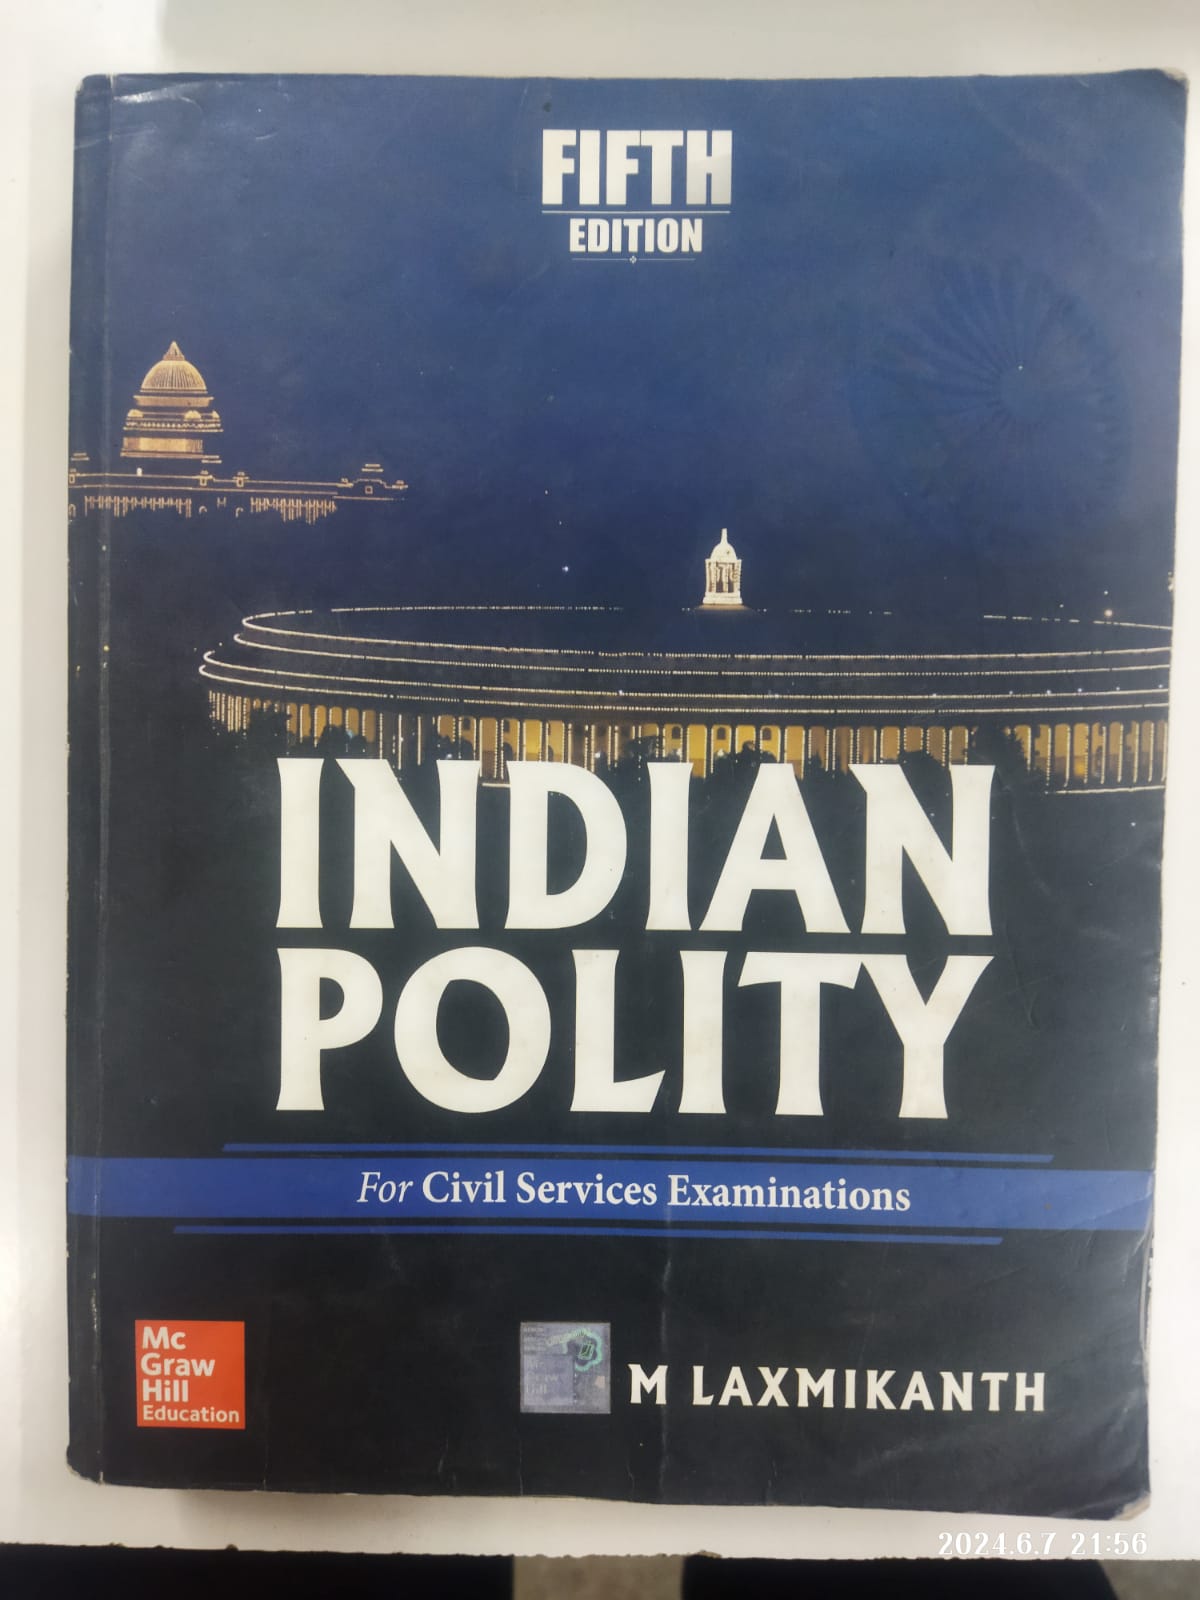 FIFTH
EDITION
INDIAN
POLITY
For Civil Services Examinations
Mc
Graw
Hill
Education
M LAXMIKANTH
2024.6.7 21:56